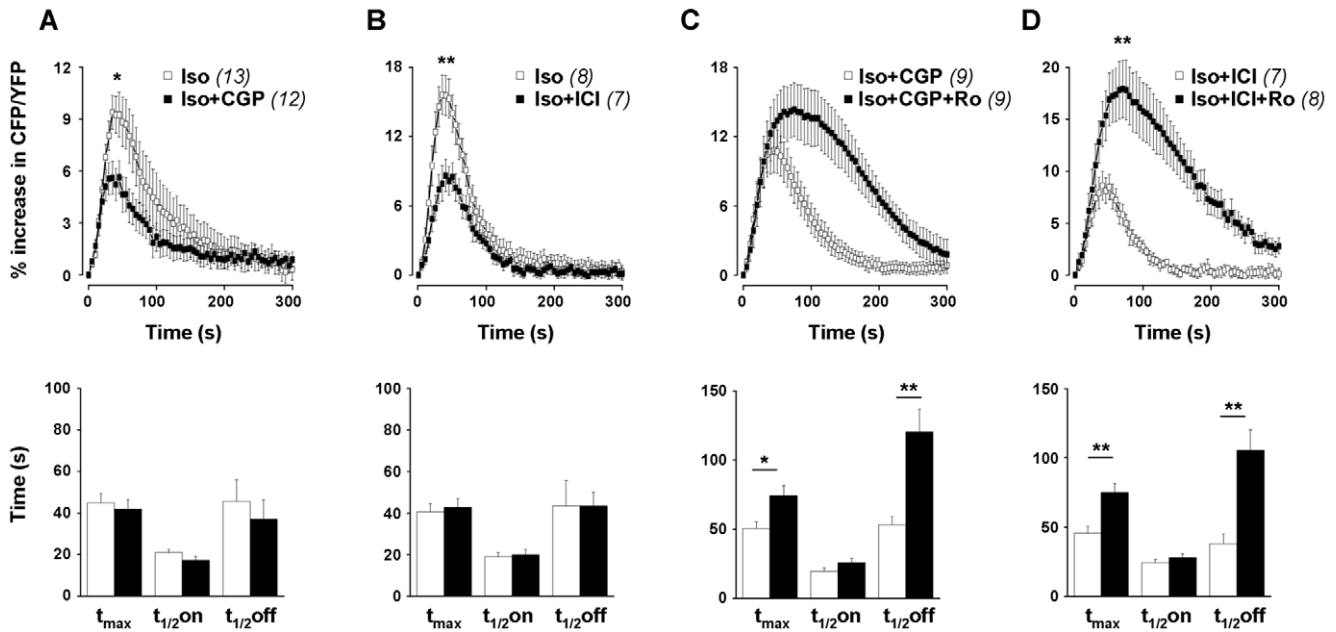 A
% increase in CFP/YFP
12
9
6
3
0
*
Iso (13)
Iso+CGP (12)
0 100 200 300
Time (s)
B
18
12
6
0
**
Iso (8)
Iso+ICI (7)
0 100 200 300
Time (s)
C
18
12
6
0
Iso+CGP (9)
Iso+CGP+Ro (9)
0 100 200 300
Time (s)
D
20
15
10
5
0
**
Iso+ICI (7)
Iso+ICI+Ro (8)
0 100 200 300
Time (s)
Time (s)
100
80
60
40
20
0
tmax t1/2on t1/2off
100
80
60
40
20
0
tmax t1/2on t1/2off
150
100
50
0
*
**
tmax t1/2on t1/2off
150
100
50
0
**
**
tmax t1/2on t1/2off